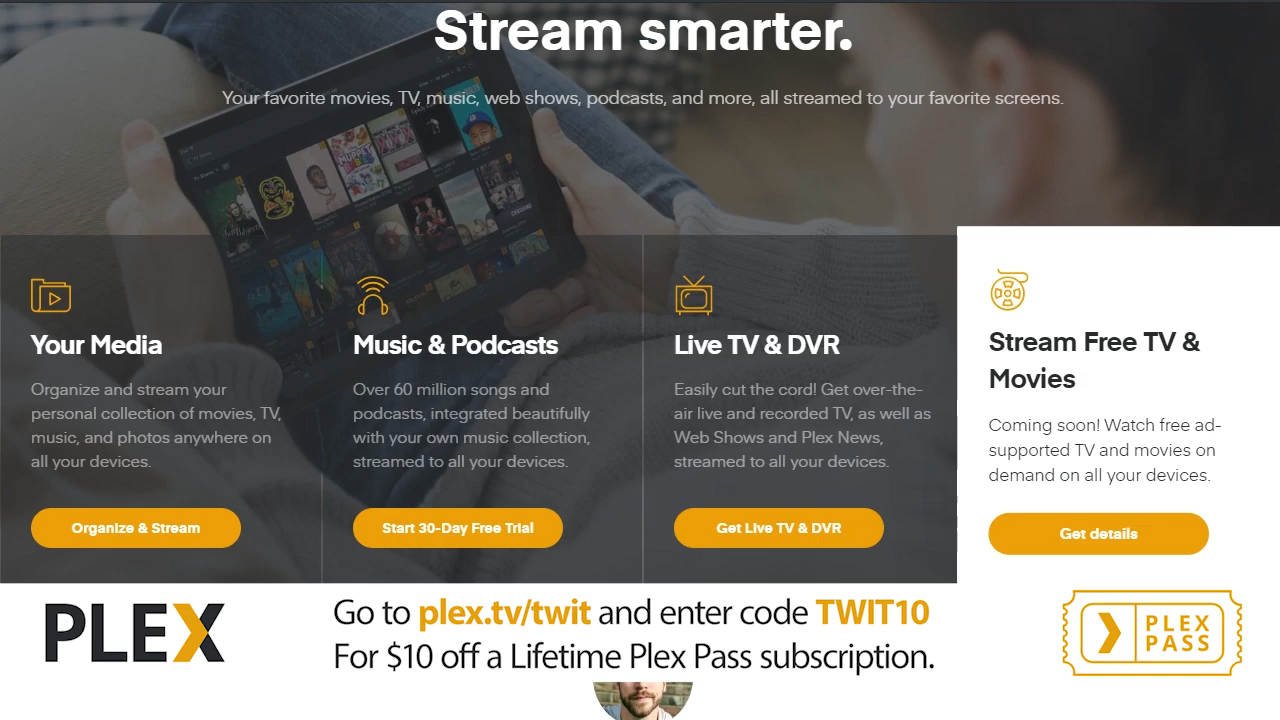 Stream smarter.
Your favorite movies, TV, music, web shows, podcasts, and more, all streamed to your favorite screens.
Your Media
Organize and stream your
personal collection of movies, TV,
music, and photos anywhere on
all your devices.
Organize & Stream
Music & Podcasts
Over 60 million songs and
podcasts, integrated beautifully
with your own music collection,
streamed to all your devices.
Start 30-Day Free Trial
Live TV & DVR
Easily cut the cord! Get over-the-
air live and recorded TV, as well as
Web Shows and Plex News,
streamed to all your devices.
Get Live TV & DVR
Stream Free TV &
Movies
Coming soon! Watch free ad-
supported TV and movies on
demand on all your devices.
Get details
PLEX
Go to plex.tv/twit and enter code TWIT10
For $10 off a Lifetime Plex Pass subscription.
PLEX
PASS